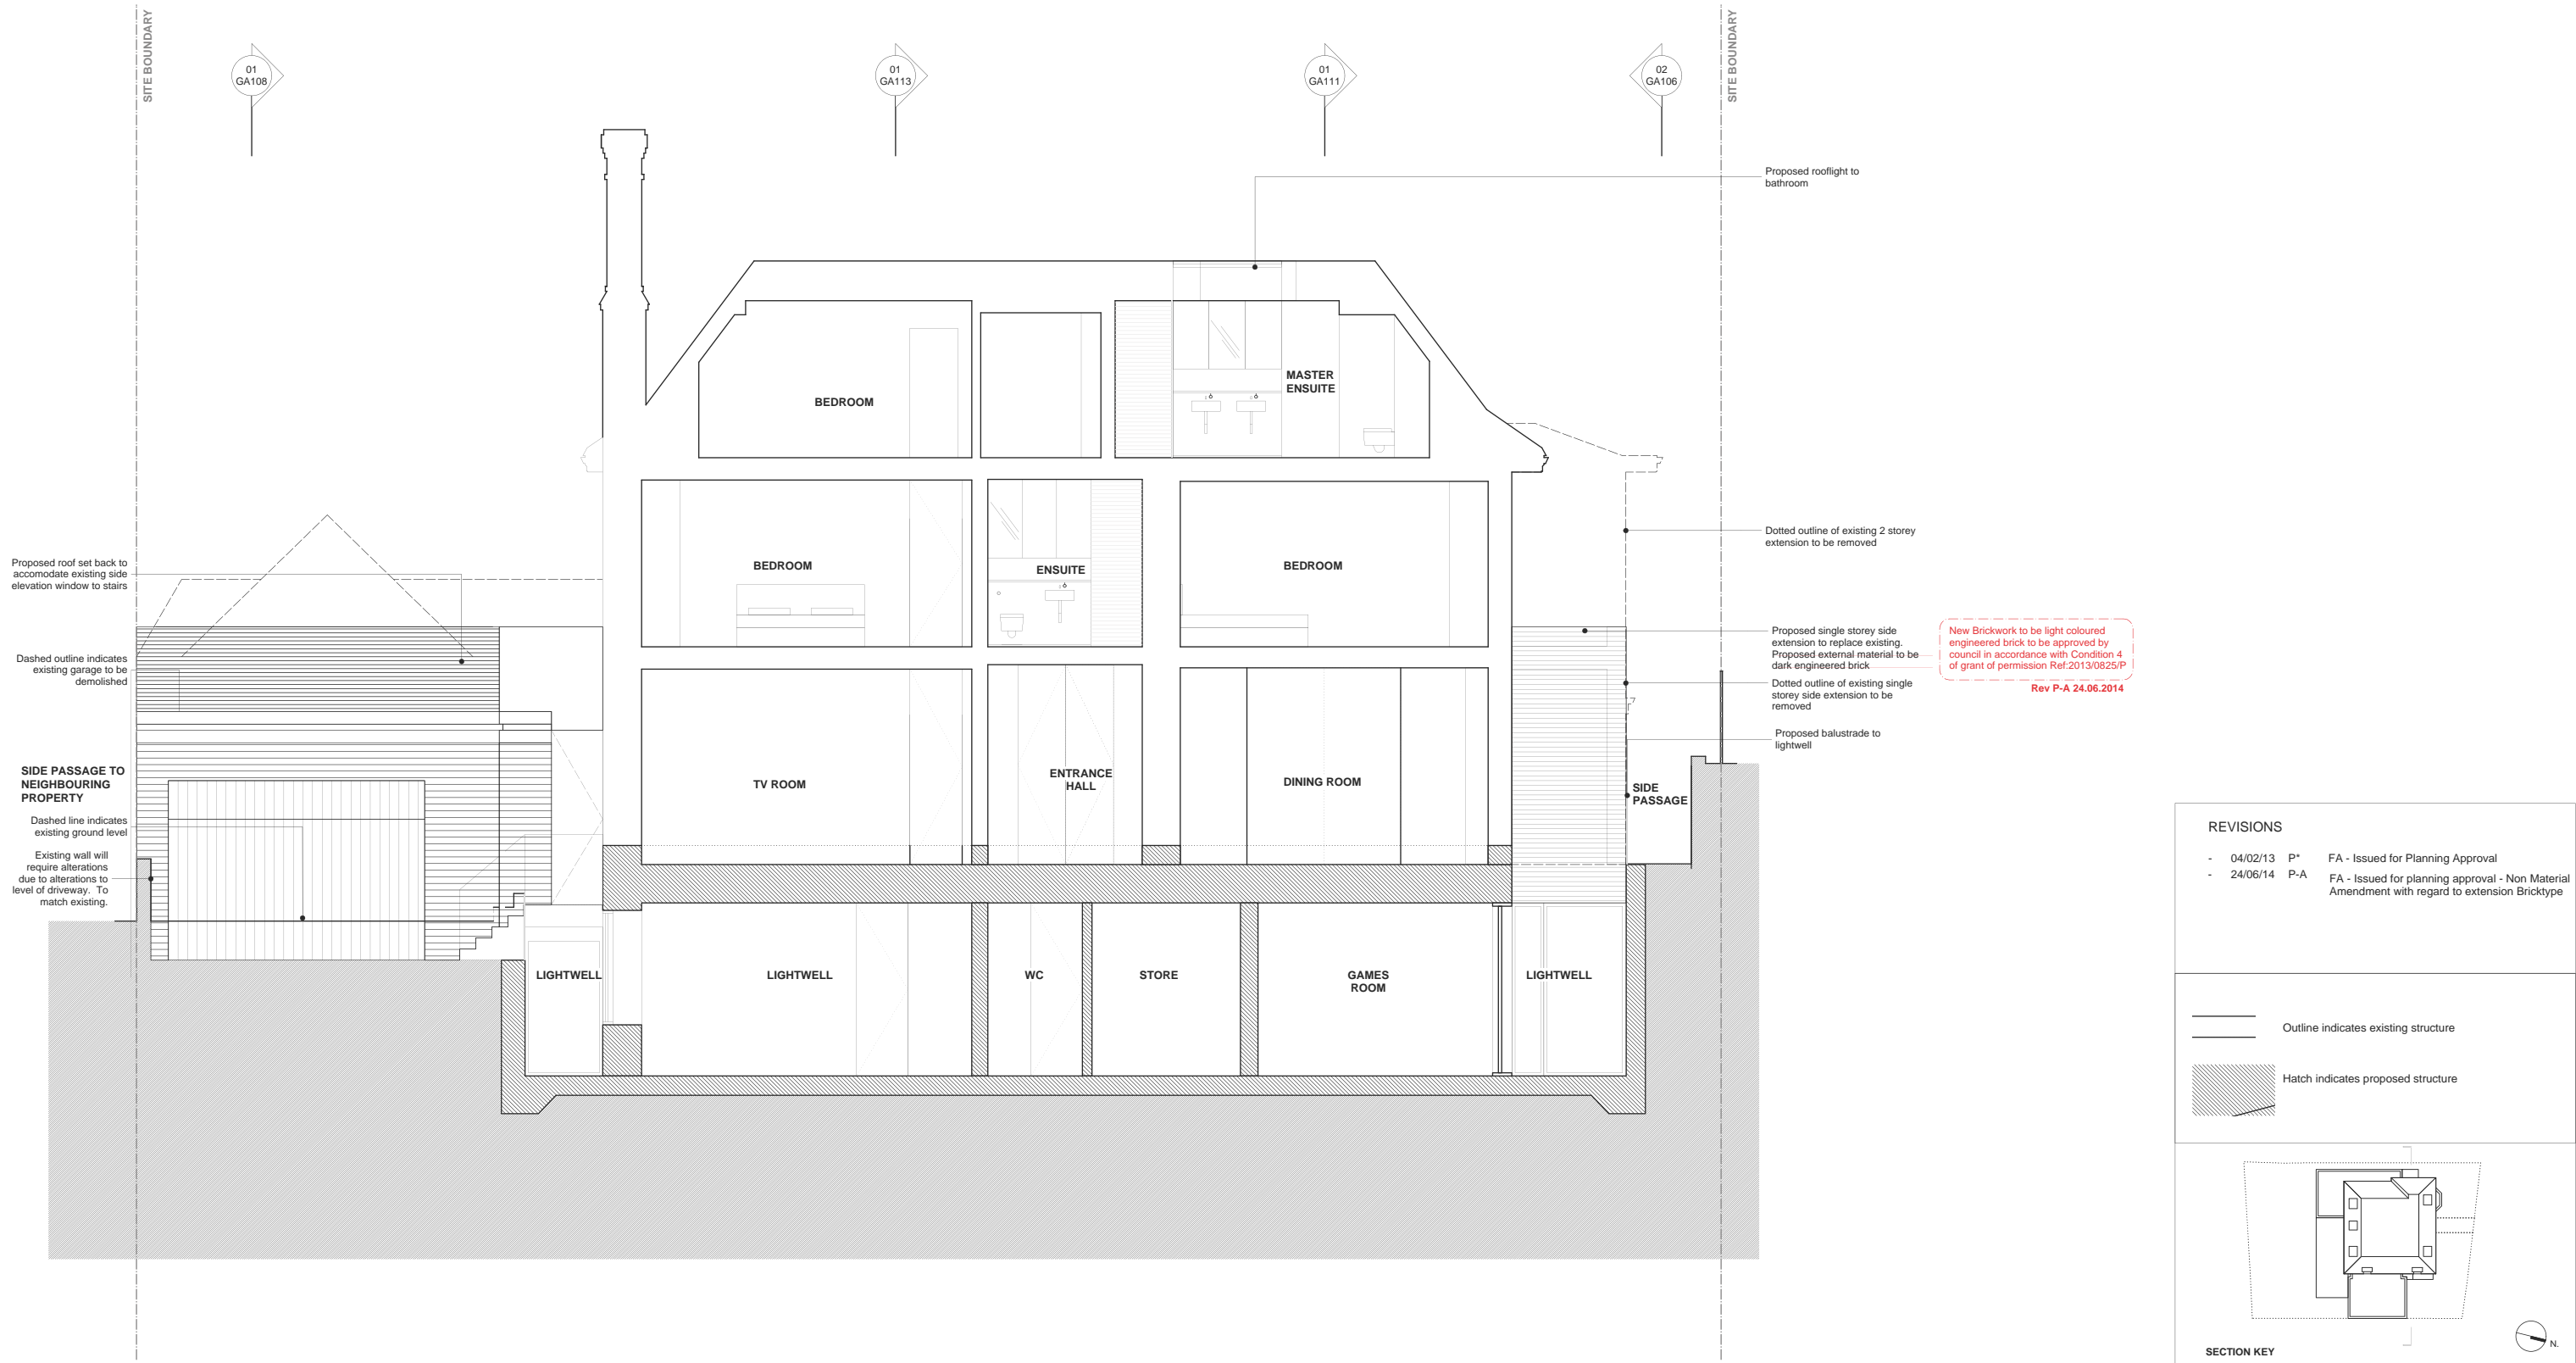 SITE BOUNDARY
01
GA108
01
GA113
01
GA111
02
GA106
SITE BOUNDARY
Proposed rooflight to
bathroom
MASTER
ENSUITE
BEDROOM
Dotted outline of existing 2 storey
extension to be removed
Proposed roof set back to
accomodate existing side
elevation window to stairs
BEDROOM
ENSUITE
BEDROOM
Proposed single storey side
extension to replace existing.
Proposed external material to be
dark engineered brick
New Brickwork to be light coloured
engineered brick to be approved by
council in accordance with Condition 4
of grant of permission Ref:2013/0825/P
Rev P-A 24.06.2014
Dashed outline indicates
existing garage to be
demolished
Dotted outline of existing single
storey side extension to be
removed
Proposed balustrade to
lightwell
SIDE PASSAGE TO
NEIGHBOURING
PROPERTY
TV ROOM
ENTRANCE
HALL
DINING ROOM
SIDE
PASSAGE
Dashed line indicates
existing ground level
Existing wall will
require alterations
due to alterations to
level of driveway. To
match existing.
LIGHTWELL
LIGHTWELL
WC
STORE
GAMES
ROOM
LIGHTWELL
REVISIONS
- 04/02/13 P* FA - Issued for Planning Approval
- 24/06/14 P-A FA - Issued for planning approval - Non Material
Amendment with regard to extension Bricktype
Outline indicates existing structure
Hatch indicates proposed structure
N.
SECTION KEY